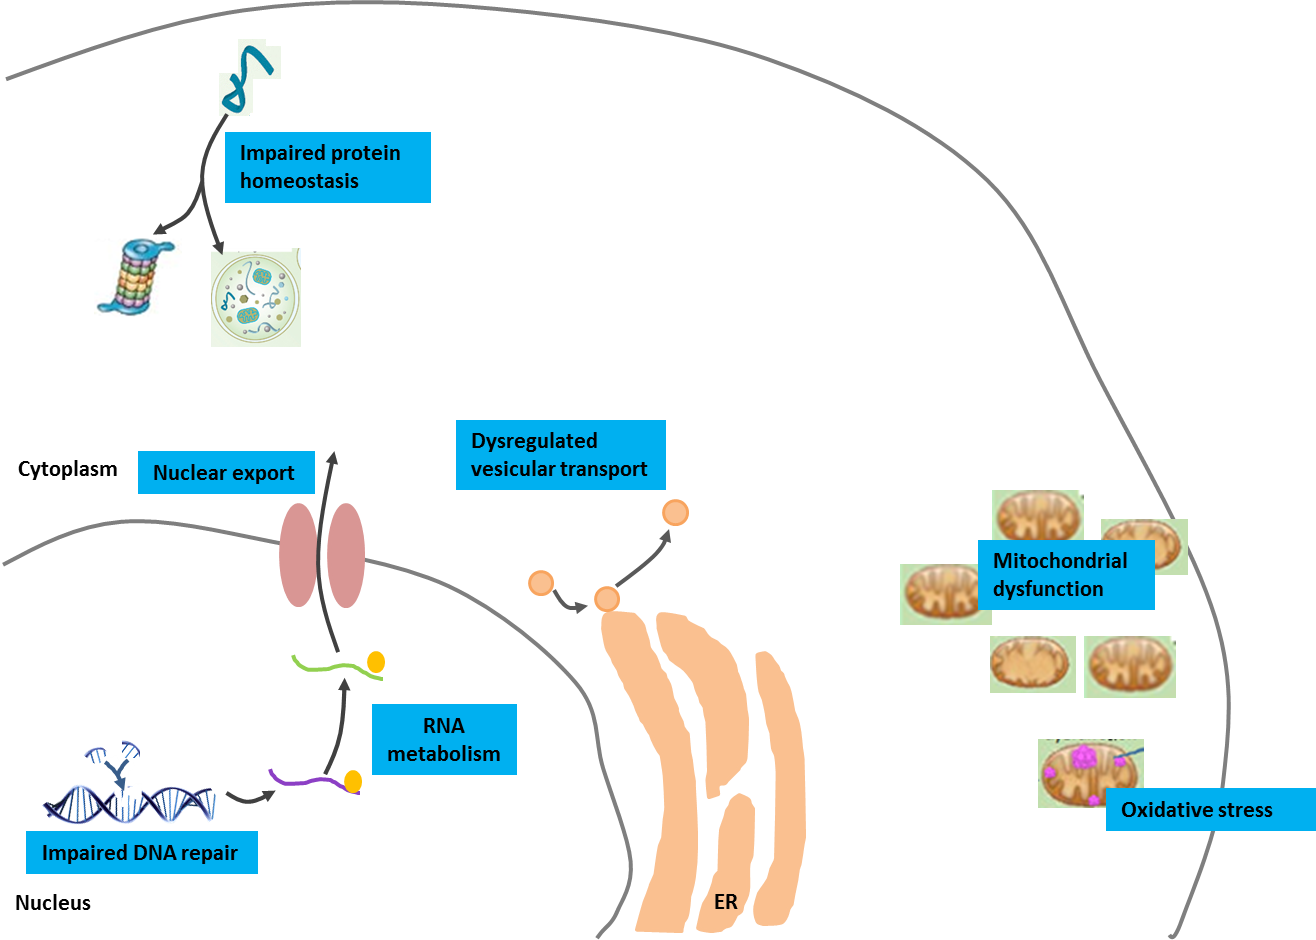 Impaired protein
homeostasis
Dysregulated
vesicular transport
Cytoplasm
Nuclear export
Mitochondrial
dysfunction
RNA
metabolism
Oxidative stress
Impaired DNA repair
Nucleus
ER